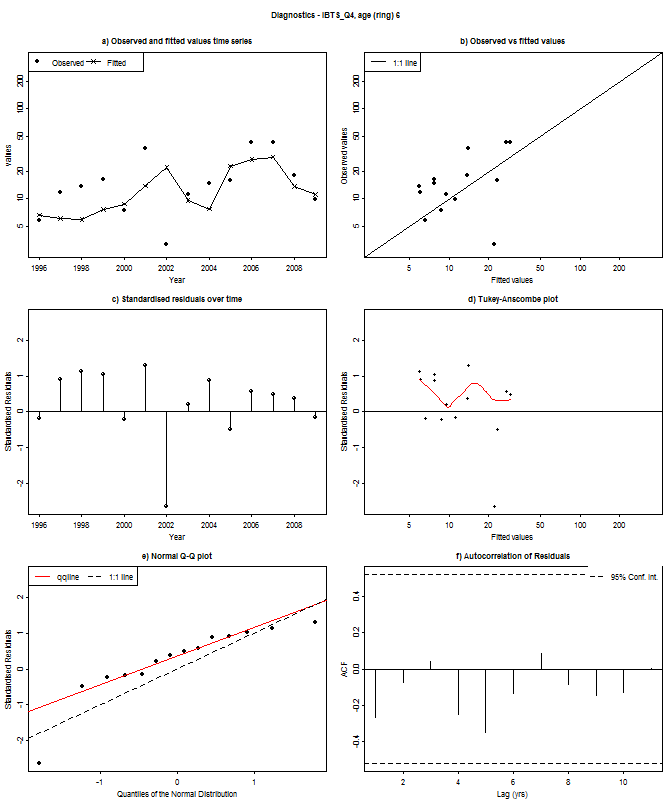 Diagnostics - IBTS_Q4, age (ring) 6
a) Observed and fitted values time series
Observed
Fitted
200
100
50
20
10
5
values
1996 1998 2000 2002 2004 2006 2008
Year
b) Observed vs fitted values
1:1 line
200
100
50
20
10
5
Observed values
5 10 20 50 100 200
Fitted values
c) Standardised residuals over time
2
1
0
-1
-2
Standardised Residuals
1996 1998 2000 2002 2004 2006 2008
Year
d) Tukey-Anscombe plot
2
1
0
-1
-2
Standardised Residuals
5 10 20 50 100 200
Fitted values
e) Normal Q-Q plot
qqline
1:1 line
2
1
0
-1
-2
Standardised Residuals
-1 0 1
Quantiles of the Normal Distribution
f) Autocorrelation of Residuals
95% Conf. Int.
0.4
0.2
0.0
-0.2
-0.4
ACF
2 4 6 8 10
Lag (yrs)